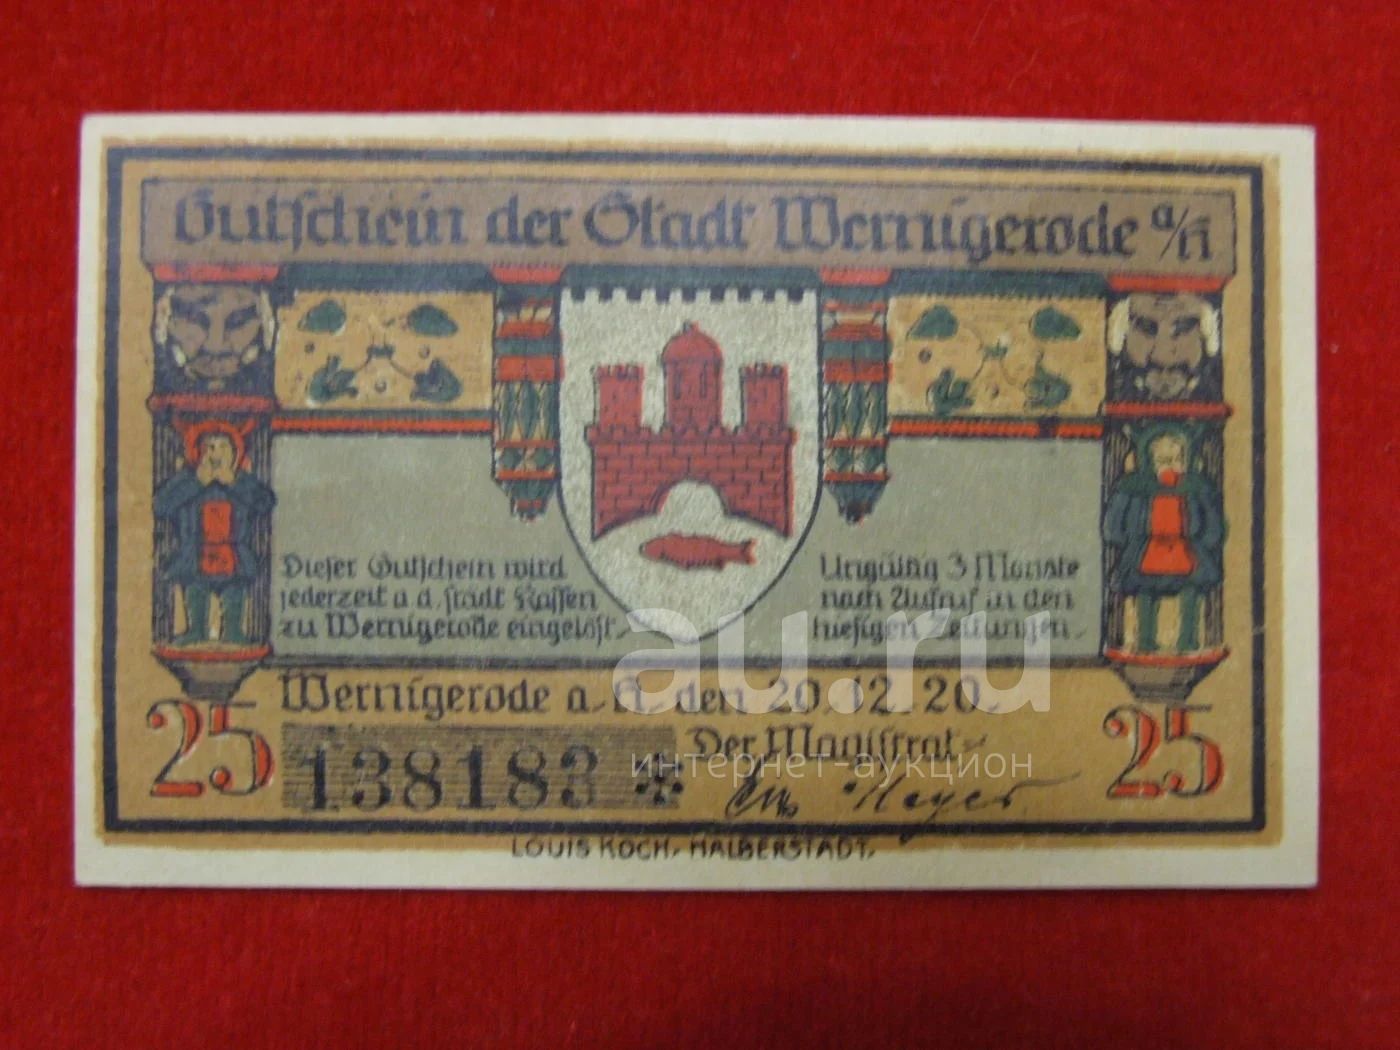 Gutschein der Stadt Wernigerode a/H
Dieser Gutschein wird
jederzeit a. d. stadt Kassen
zu Wernigerode eingelöst.
Ungültig 3 Monate
nach Aufruf in den
hiesigen Zeitungen.
Wernigerode a. H. den 20. 12. 20.
25
138183
Der Magistrat
Meyer
25
LOUIS KOCH, HALBERSTADT.
au.ru
интернет-аукцион